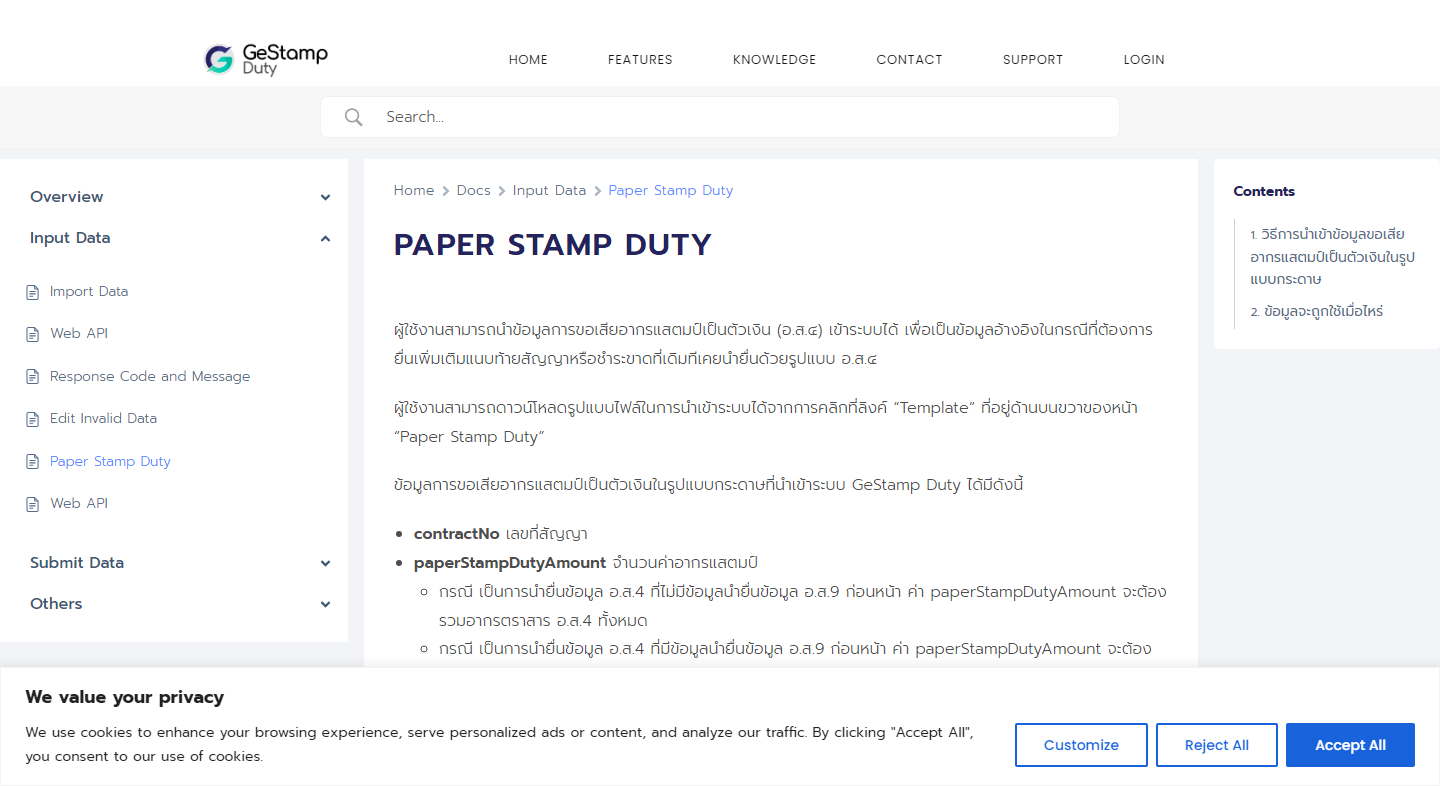 GeStamp
Duty
HOME
FEATURES
KNOWLEDGE
CONTACT
SUPPORT
LOGIN
Search...
Overview
Input Data
Import Data
Web API
Response Code and Message
Edit Invalid Data
Paper Stamp Duty
Web API
Submit Data
Others
Home > Docs > Input Data > Paper Stamp Duty
PAPER STAMP DUTY
ผู้ใช้งานสามารถนำข้อมูลการขอเสียอากรแสตมป์เป็นตัวเงิน (อ.ส.๔) เข้าระบบได้ เพื่อเป็นข้อมูลอ้างอิงในกรณีที่ต้องการ
ยื่นเพิ่มเติมแนบท้ายสัญญาหรือชำระขาดที่เดิมทีเคยนำยื่นด้วยรูปแบบ อ.ส.๔
ผู้ใช้งานสามารถดาวน์โหลดรูปแบบไฟล์ในการนำเข้าระบบได้จากการคลิกที่ลิงค์ “Template” ที่อยู่ด้านบนขวาของหน้า
“Paper Stamp Duty”
ข้อมูลการขอเสียอากรแสตมป์เป็นตัวเงินในรูปแบบกระดาษที่นำเข้าระบบ GeStamp Duty ได้มีดังนี้
contractNo เลขที่สัญญา
paperStampDutyAmount จำนวนค่าอากรแสตมป์
กรณี เป็นการนำยื่นข้อมูล อ.ส.4 ที่ไม่มีข้อมูลนำยื่นข้อมูล อ.ส.9 ก่อนหน้า ค่า paperStampDutyAmount จะต้อง
รวมอากรตราสาร อ.ส.4 ทั้งหมด
กรณี เป็นการนำยื่นข้อมูล อ.ส.4 ที่มีข้อมูลนำยื่นข้อมูล อ.ส.9 ก่อนหน้า ค่า paperStampDutyAmount จะต้อง
Contents
1. วิธีการนำเข้าข้อมูลขอเสีย
อากรแสตมป์เป็นตัวเงินในรูป
แบบกระดาษ
2. ข้อมูลจะถูกใช้เมื่อไหร่
We value your privacy
We use cookies to enhance your browsing experience, serve personalized ads or content, and analyze our traffic. By clicking "Accept All",
you consent to our use of cookies.
Customize
Reject All
Accept All